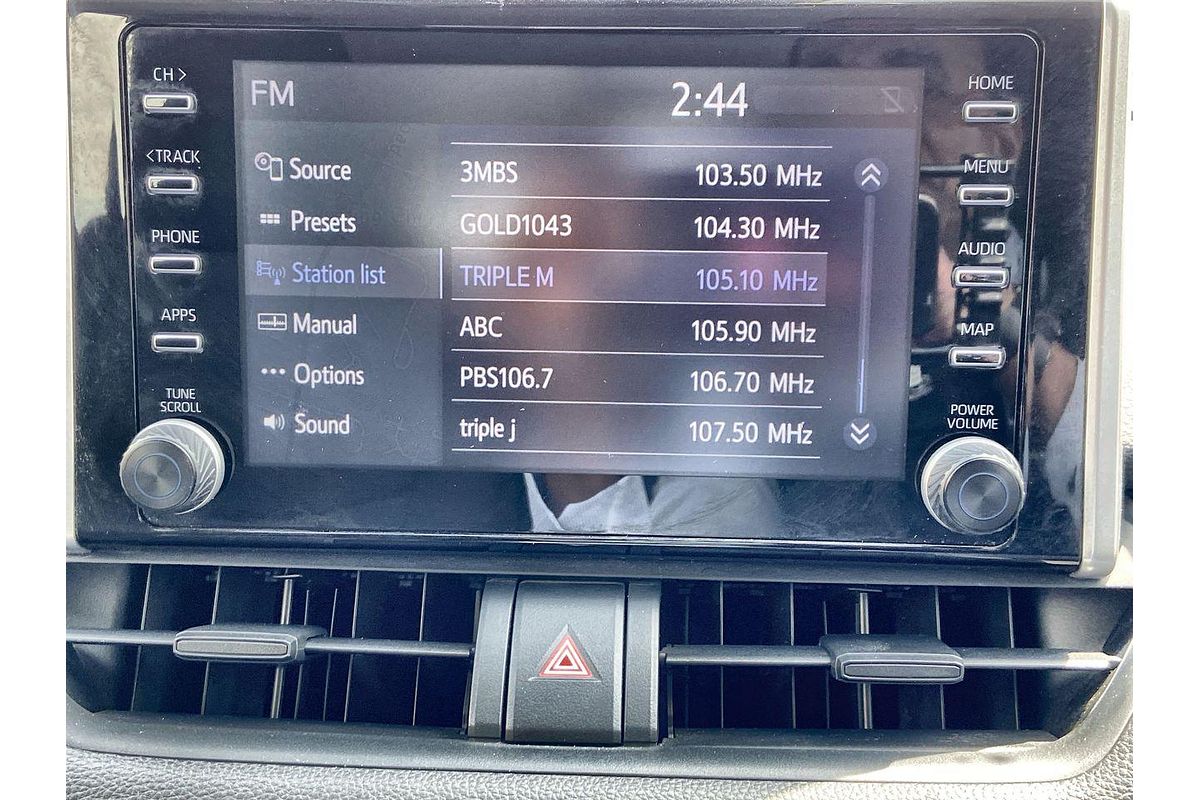 CH >
<TRACK
PHONE
APPS
TUNE
SCROLL
FM
2:44
Source
Presets
Station list
Manual
Options
Sound
3MBS 103.50 MHz
GOLD1043 104.30 MHz
TRIPLE M 105.10 MHz
ABC 105.90 MHz
PBS106.7 106.70 MHz
triple j 107.50 MHz
HOME
MENU
AUDIO
MAP
POWER
VOLUME